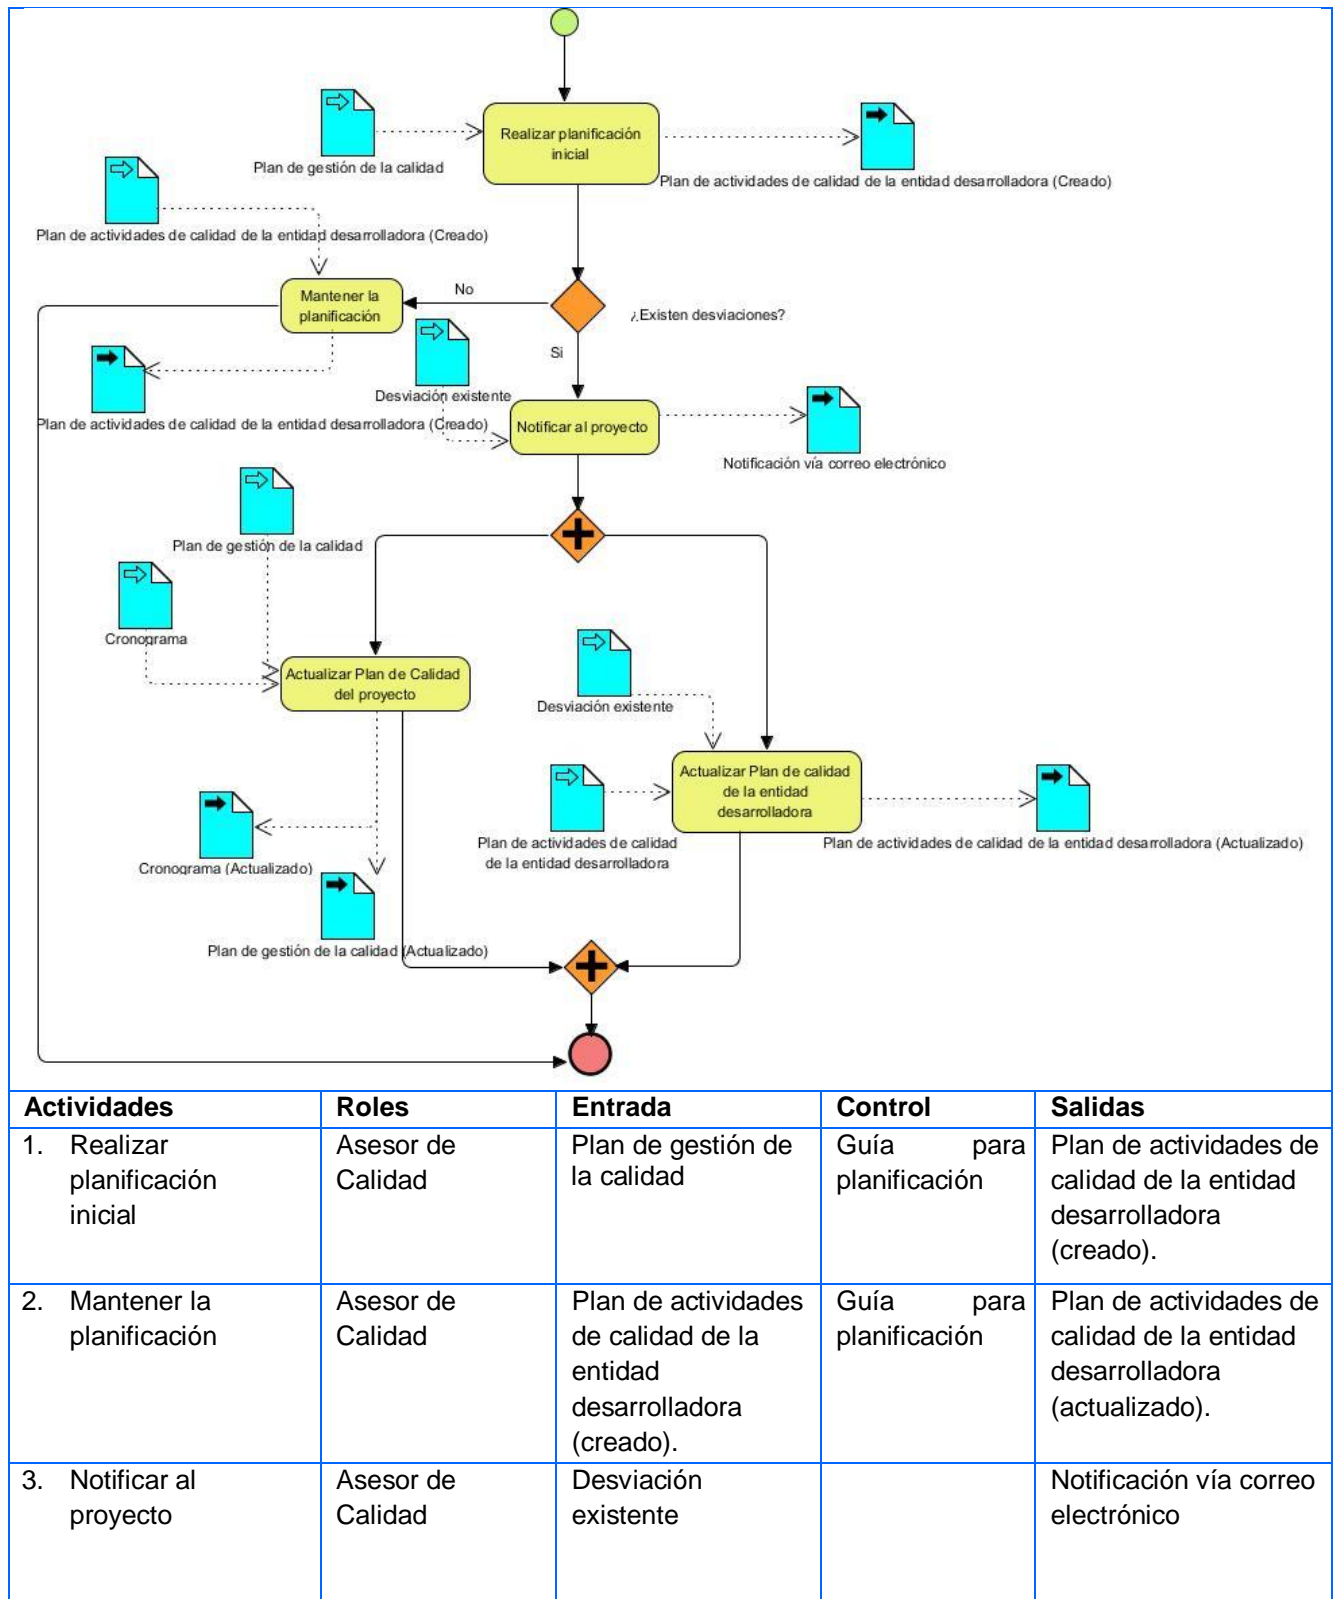 Realizar planificación
inicial
Plan de gestión de la calidad
Plan de actividades de calidad de la entidad desarrolladora (Creado)
Plan de actividades de calidad de la entidad desarrolladora (Creado)
Mantener la
planificación
No
¿Existen desviaciones?
Si
Desviación existente
Plan de actividades de calidad de la entidad desarrolladora (Creado)
Notificar al proyecto
Notificación vía correo electrónico
Plan de gestión de la calidad
Cronograma
Actualizar Plan de Calidad
del proyecto
Desviación existente
Actualizar Plan de calidad
de la entidad
desarrolladora
Plan de actividades de calidad
de la entidad desarrolladora
Plan de actividades de calidad de la entidad desarrolladora (Actualizado)
Cronograma (Actualizado)
Plan de gestión de la calidad (Actualizado)
Actividades Roles Entrada Control Salidas
1. Realizar
planificación
inicial
Asesor de
Calidad
Plan de gestión de
la calidad
Guía para
planificación
Plan de actividades de
calidad de la entidad
desarrolladora
(creado).
2. Mantener la
planificación
Asesor de
Calidad
Plan de actividades
de calidad de la
entidad
desarrolladora
(creado).
Guía para
planificación
Plan de actividades de
calidad de la entidad
desarrolladora
(actualizado).
3. Notificar al
proyecto
Asesor de
Calidad
Desviación
existente
Notificación vía correo
electrónico